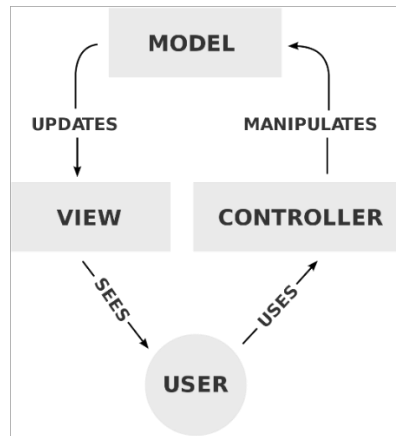 MODEL
UPDATES
MANIPULATES
VIEW
CONTROLLER
SEES
USES
USER